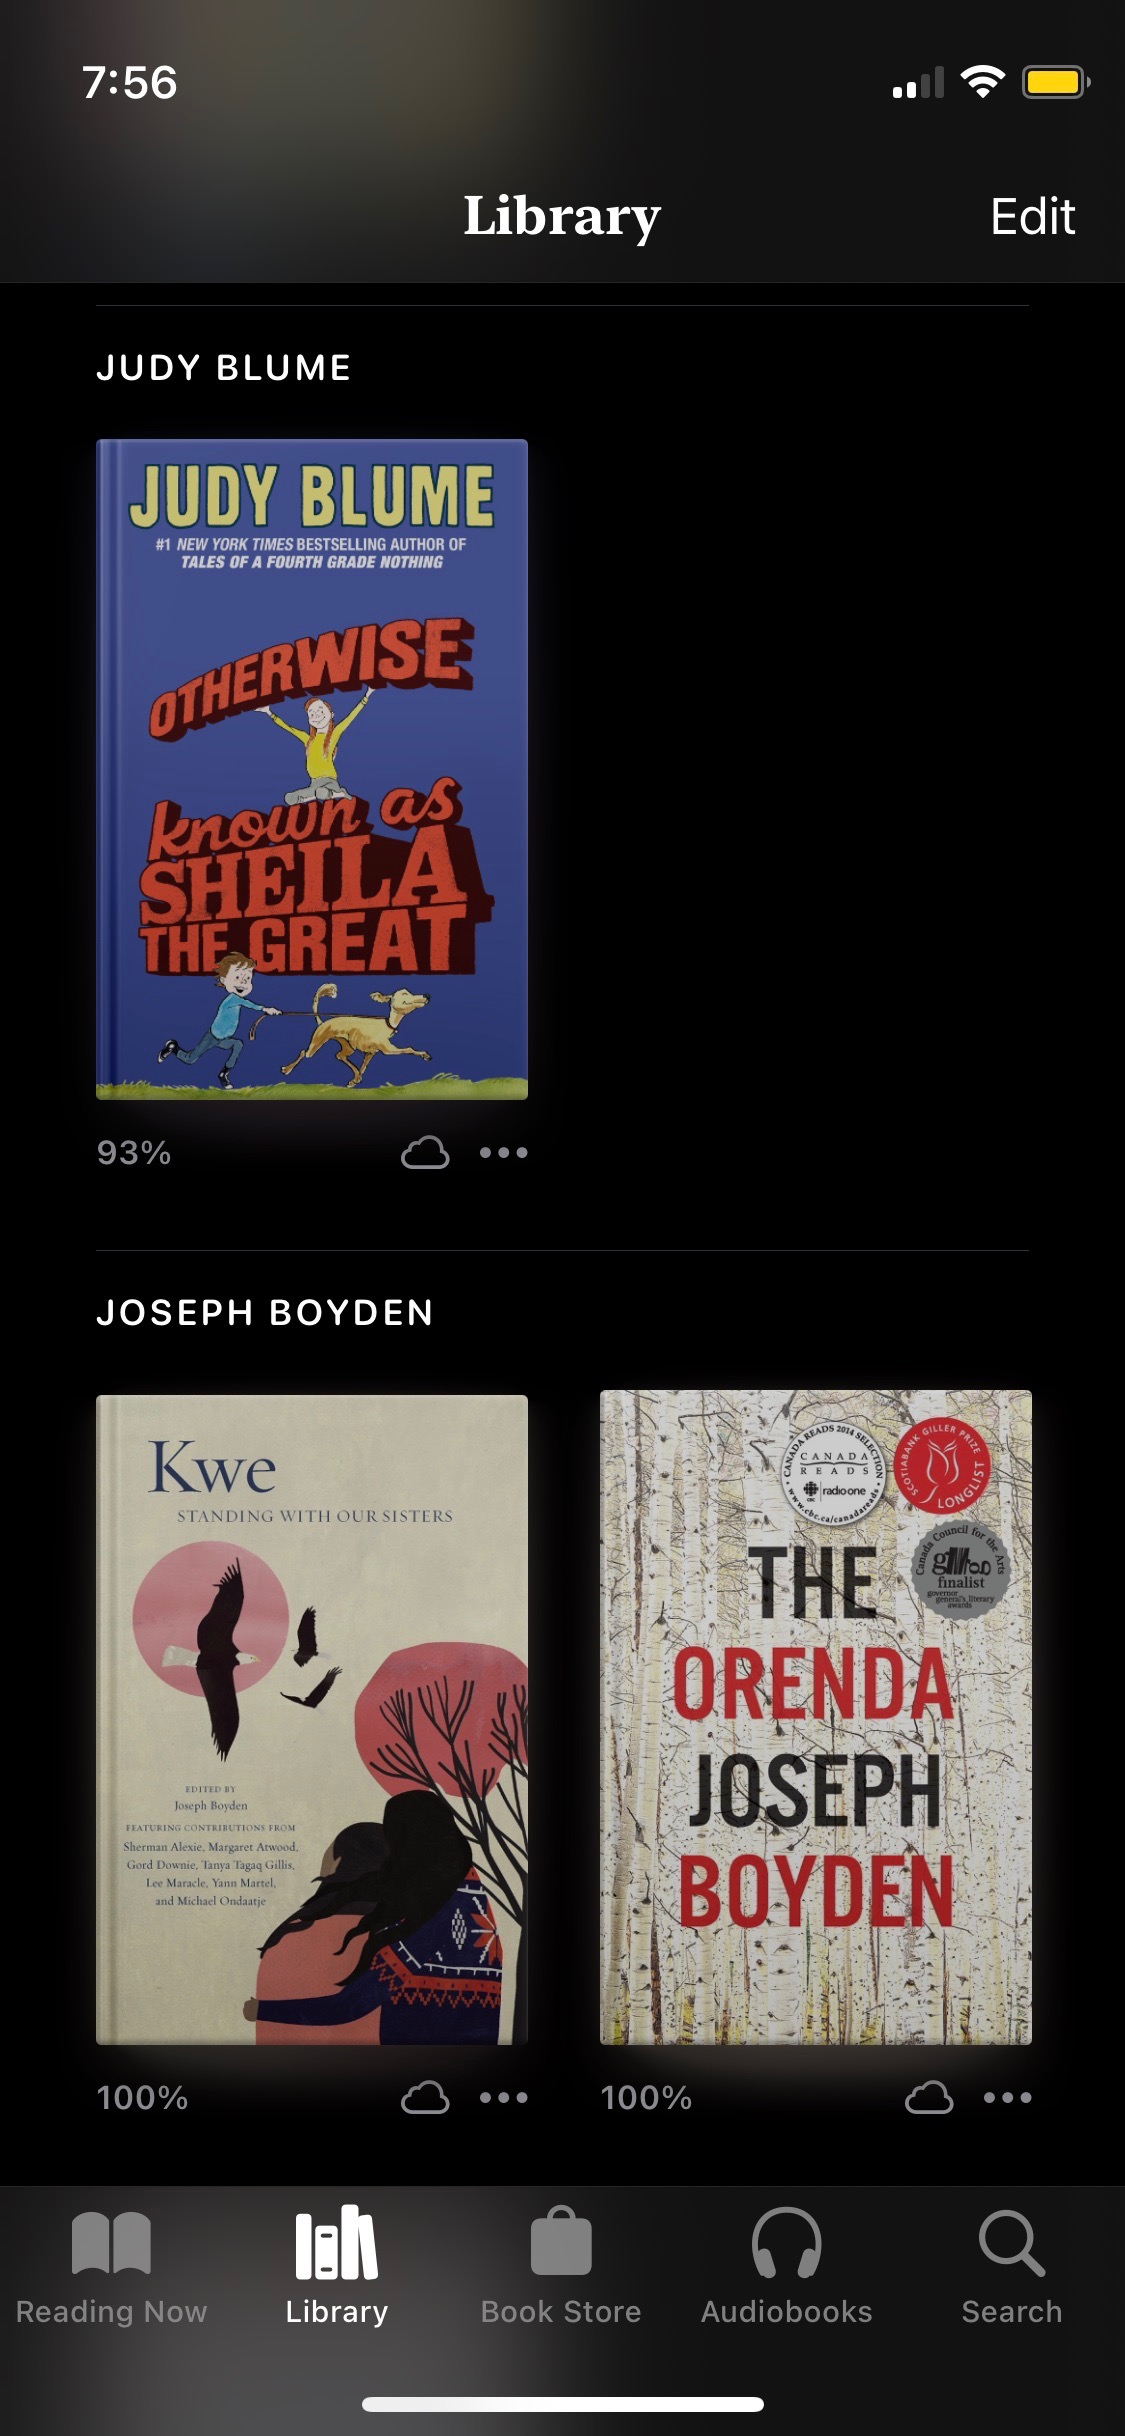 7:56
Library
Edit
JUDY BLUME
JUDY BLUME
#1 NEW YORK TIMES BESTSELLING AUTHOR OF
TALES OF A FOURTH GRADE NOTHING
OTHERWISE
known as
SHEILA
THE GREAT
93%
JOSEPH BOYDEN
Kwe
STANDING WITH OUR SISTERS
EDITED BY
Joseph Boyden
FEATURING CONTRIBUTIONS FROM
Sherman Alexie, Margaret Atwood,
Gord Downie, Tanya Tagaq Gillis,
Lee Maracle, Yann Martel,
and Michael Ondaatje
100%
CANADA READS 2014 SELECTION
CANADA
READS
cbc radioone
www.cbc.ca/canadareads
SCOTIABANK GILLER PRIZE
LONGLIST
Canada Council for the Arts
finalist
governor
general's literary
awards
THE
ORENDA
JOSEPH
BOYDEN
100%
Reading Now
Library
Book Store
Audiobooks
Search